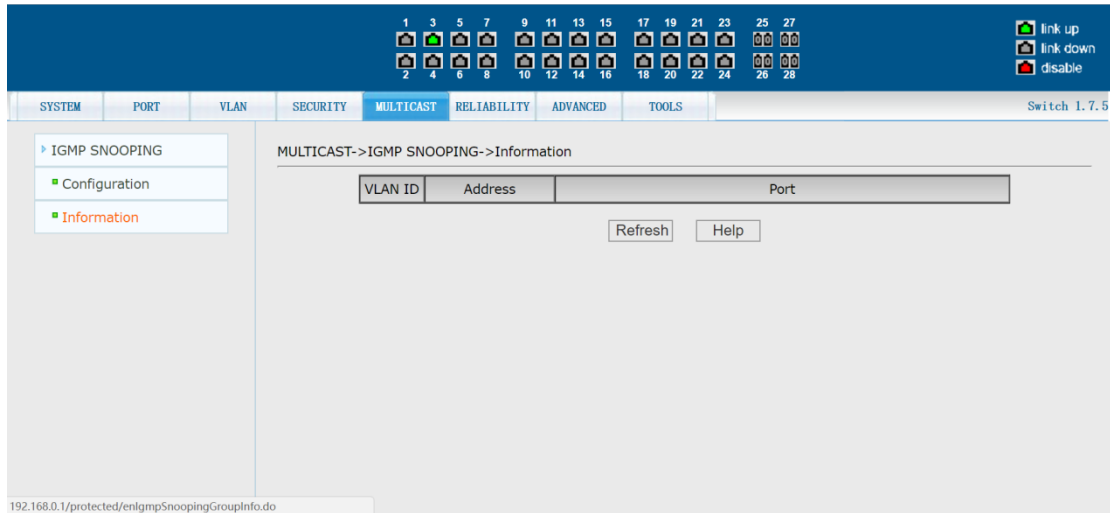 1 3 5 7 9 11 13 15 17 19 21 23 25 27
2 4 6 8 10 12 14 16 18 20 22 24 26 28
link up
link down
disable
SYSTEM PORT VLAN SECURITY MULTICAST RELIABILITY ADVANCED TOOLS Switch 1.7.5
IGMP SNOOPING
Configuration
Information
MULTICAST->IGMP SNOOPING->Information
VLAN ID Address Port
Refresh Help
192.168.0.1/protected/enIgmpSnoopingGroupInfo.do